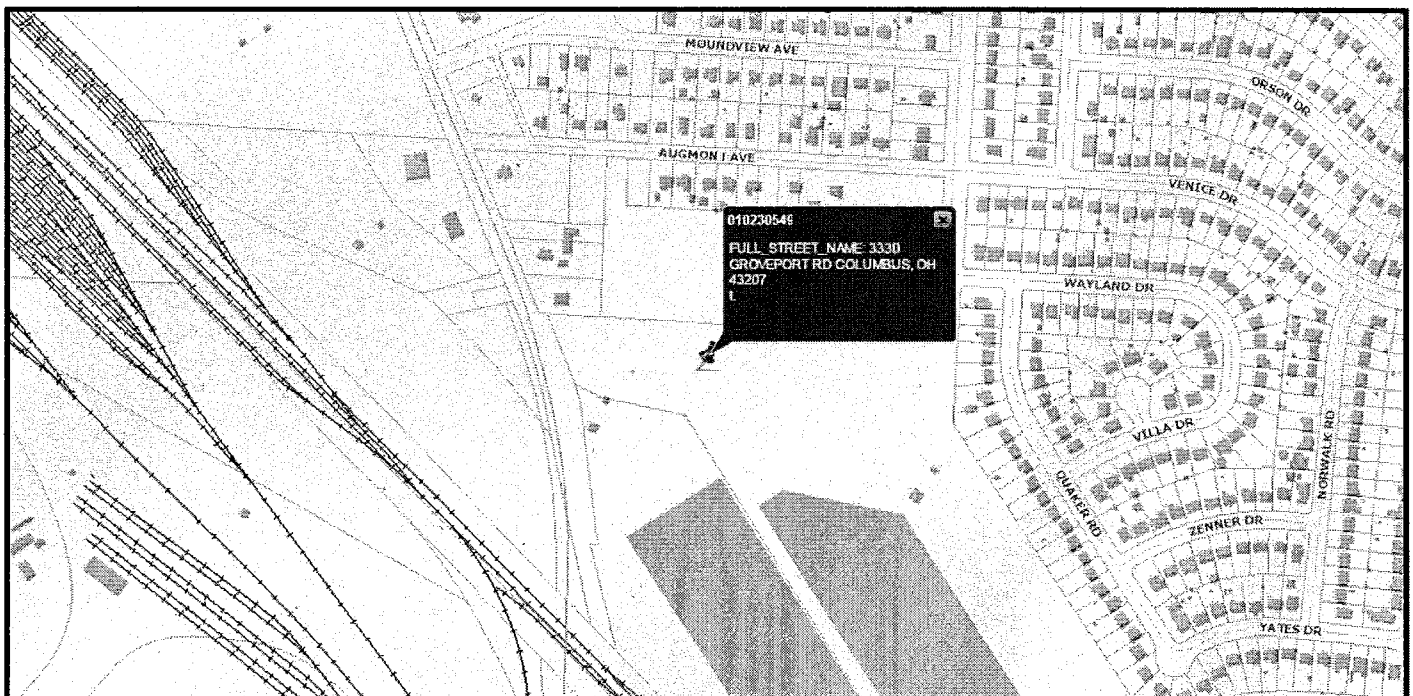 MOUNDVIEW AVE
ORSON DR
AUGMONT AVE
VENICE DR
010230549
FULL_STREET_NAME: 3330
GROVEPORT RD COLUMBUS, OH
43207
t.
WAYLAND DR
VILLA DR
NORWALK RD
QUAKER RD
ZENNER DR
YATES DR